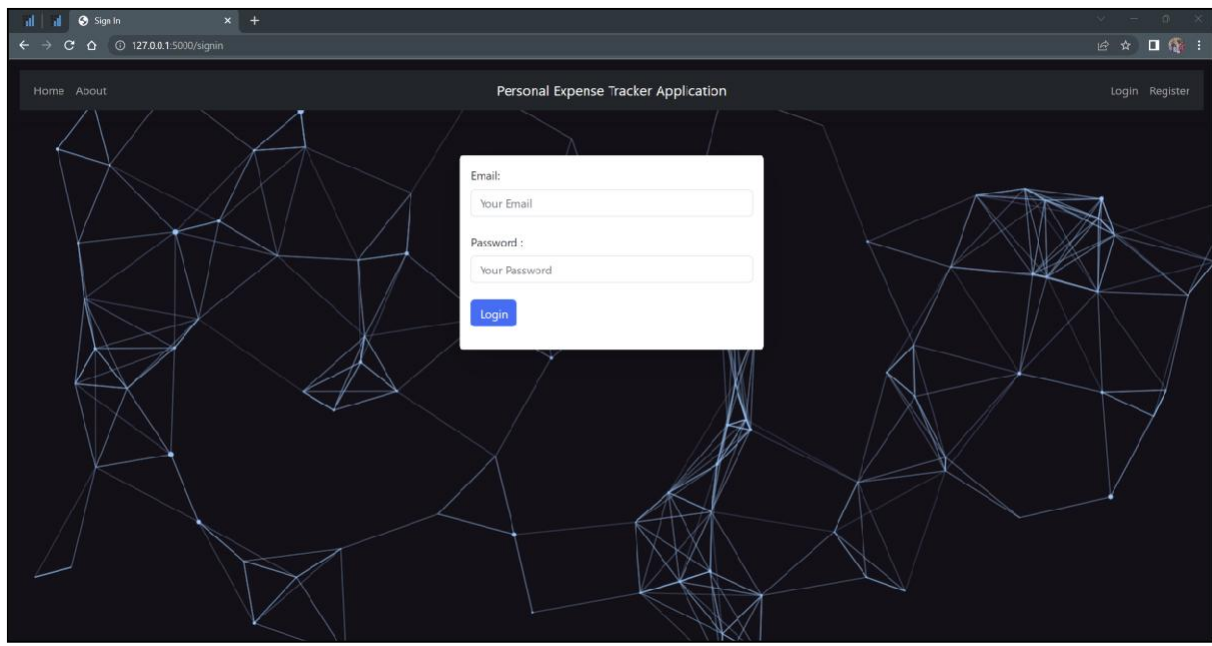 Sign In
127.0.0.1:5000/signin
Home About Personal Expense Tracker Application Login Register
Email:
Your Email
Password :
Your Password
Login